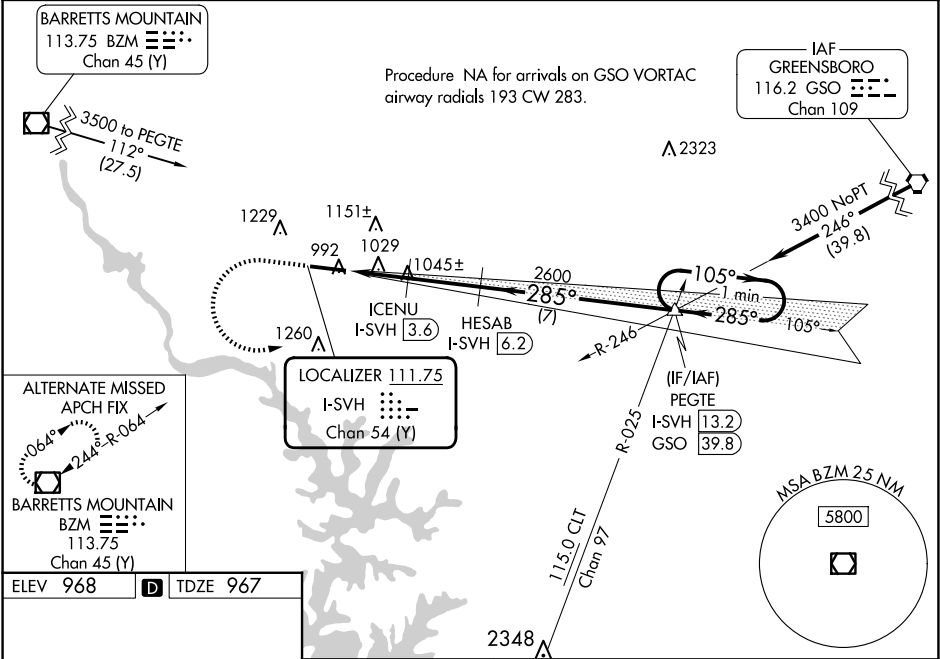 BARRETTS MOUNTAIN
113.75 BZM
Chan 45 (Y)
3500 to PEGTE
112°
(27.5)
Procedure NA for arrivals on GSO VORTAC
airway radials 193 CW 283.
IAF
GREENSBORO
116.2 GSO
Chan 109
2323
3400 NoPT
246°
(39.8)
1229
1151±
992
1029
1045±
2600
285°
(7)
105°
1 min
285°
105°
ICENU
I-SVH 3.6
HESAB
I-SVH 6.2
R-246
1260
LOCALIZER 111.75
I-SVH
Chan 54 (Y)
(IF/IAF)
PEGTE
I-SVH 13.2
GSO 39.8
R-025
115.0 CLT
Chan 97
2348
ALTERNATE MISSED
APCH FIX
064°
244°
R-064
BARRETTS MOUNTAIN
BZM
113.75
Chan 45 (Y)
MSA BZM 25 NM
5800
ELEV 968 D TDZE 967